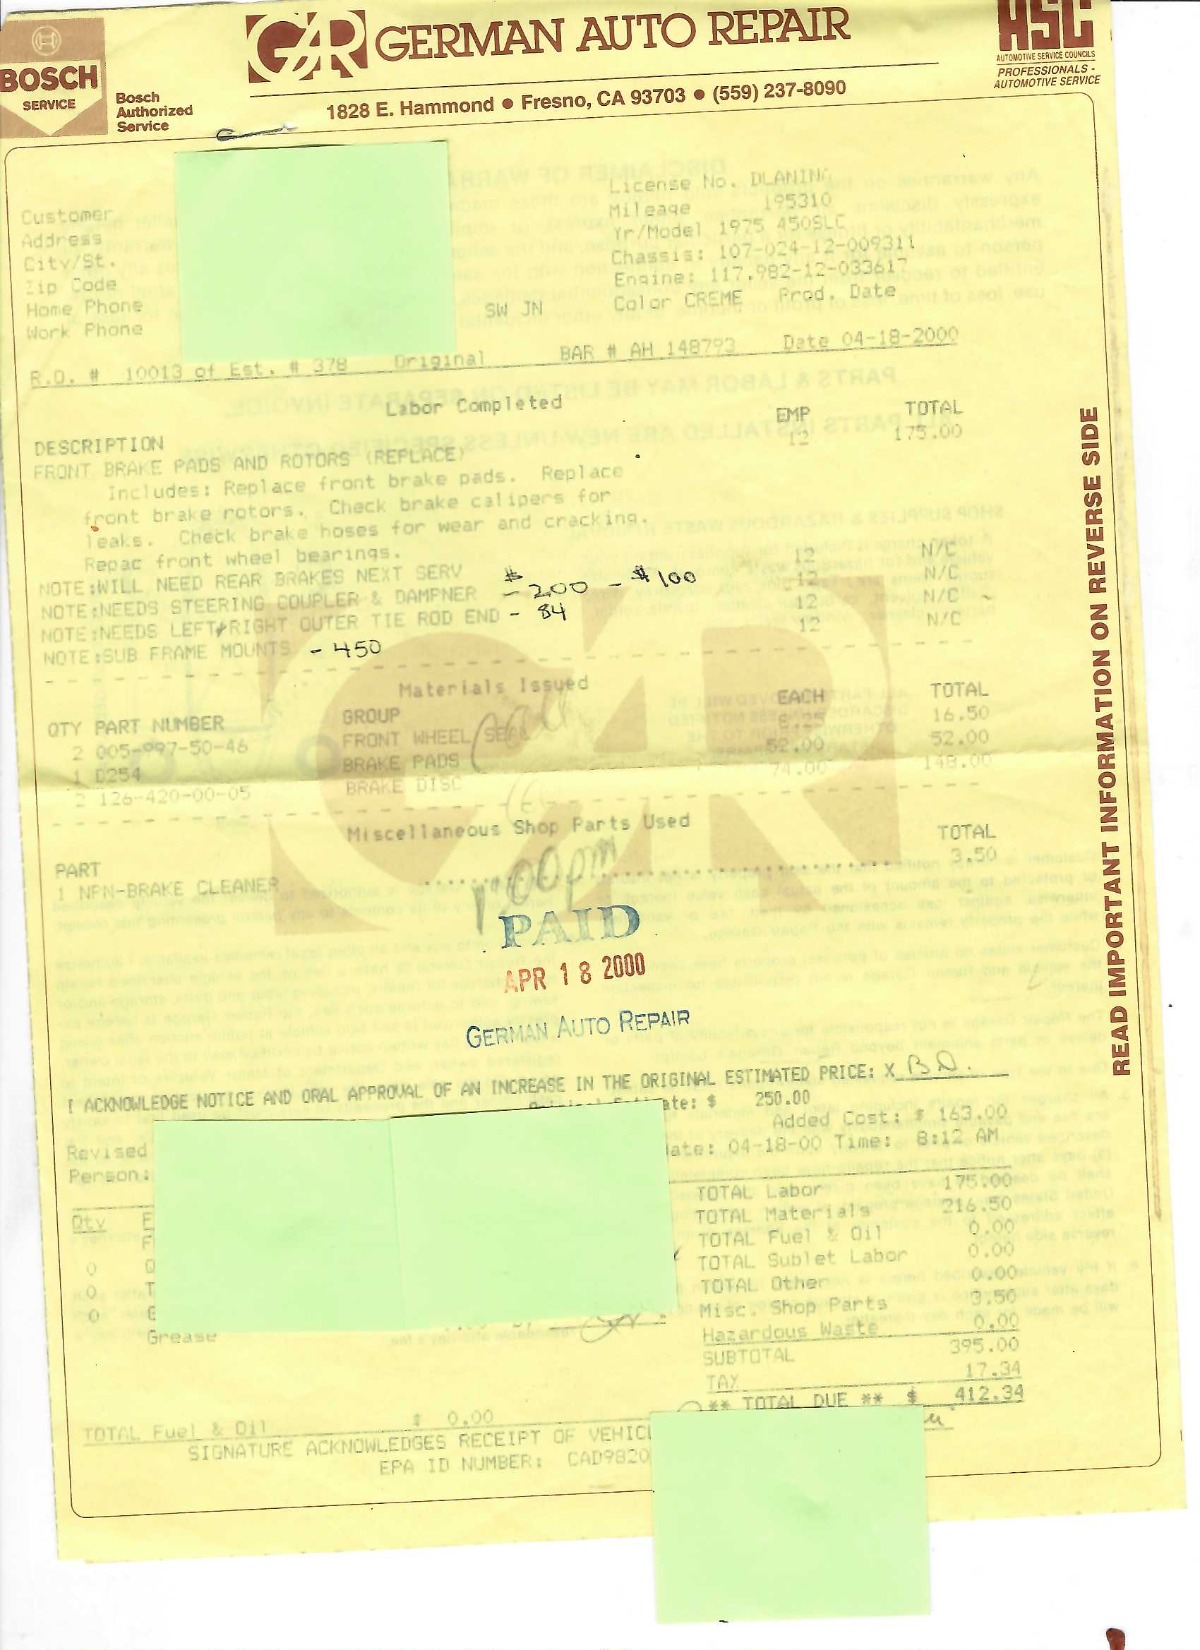 BOSCH
SERVICE
Bosch
Authorized
Service
GAR GERMAN AUTO REPAIR
1828 E. Hammond ● Fresno, CA 93703 ● (559) 237-8090
ASC
AUTOMOTIVE SERVICE COUNCILS
PROFESSIONALS -
AUTOMOTIVE SERVICE
Customer
Address
City/St.
Zip Code
Home Phone
Work Phone
SW JN
License No. DLANING
Mileage 195310
Yr/Model 1975 450SLC
Chassis: 107-024-12-009311
Engine: 117.982-12-033617
Color CREME Prod. Date
R.O. # 10013 of Est. # 378 Original BAR # AH 148793 Date 04-18-2000
Labor Completed
DESCRIPTION EMP TOTAL
FRONT BRAKE PADS AND ROTORS (REPLACE) 12 175.00
Includes: Replace front brake pads. Replace
front brake rotors. Check brake calipers for
leaks. Check brake hoses for wear and cracking.
Repac front wheel bearings.
NOTE:WILL NEED REAR BRAKES NEXT SERV 12 N/C
NOTE:NEEDS STEERING COUPLER & DAMPNER - $200 - $100 12 N/C
NOTE:NEEDS LEFT/RIGHT OUTER TIE ROD END - 84 12 N/C
NOTE:SUB FRAME MOUNTS - 450 12 N/C
Materials Issued
QTY PART NUMBER GROUP EACH TOTAL
2 005-997-50-46 FRONT WHEEL SEAL 8.25 16.50
1 D254 BRAKE PADS 52.00 52.00
2 126-420-00-05 BRAKE DISC 74.00 148.00
Call
Miscellaneous Shop Parts Used
PART TOTAL
1 NFN-BRAKE CLEANER 3.50
1:00pm
PAID
APR 18 2000
GERMAN AUTO REPAIR
I ACKNOWLEDGE NOTICE AND ORAL APPROVAL OF AN INCREASE IN THE ORIGINAL ESTIMATED PRICE: X B.D.
Original Estimate: $ 250.00
Added Cost: $ 163.00
Revised
ate: 04-18-00 Time: 8:12 AM
Person:
Qty
Grease
TOTAL Labor 175.00
TOTAL Materials 216.50
TOTAL Fuel & Oil 0.00
TOTAL Sublet Labor 0.00
TOTAL Other 0.00
Misc. Shop Parts 3.50
Hazardous Waste 0.00
SUBTOTAL 395.00
TAX 17.34
** TOTAL DUE ** $ 412.34
TOTAL Fuel & Oil $ 0.00
SIGNATURE ACKNOWLEDGES RECEIPT OF VEHICL
EPA ID NUMBER: CAD9820
READ IMPORTANT INFORMATION ON REVERSE SIDE